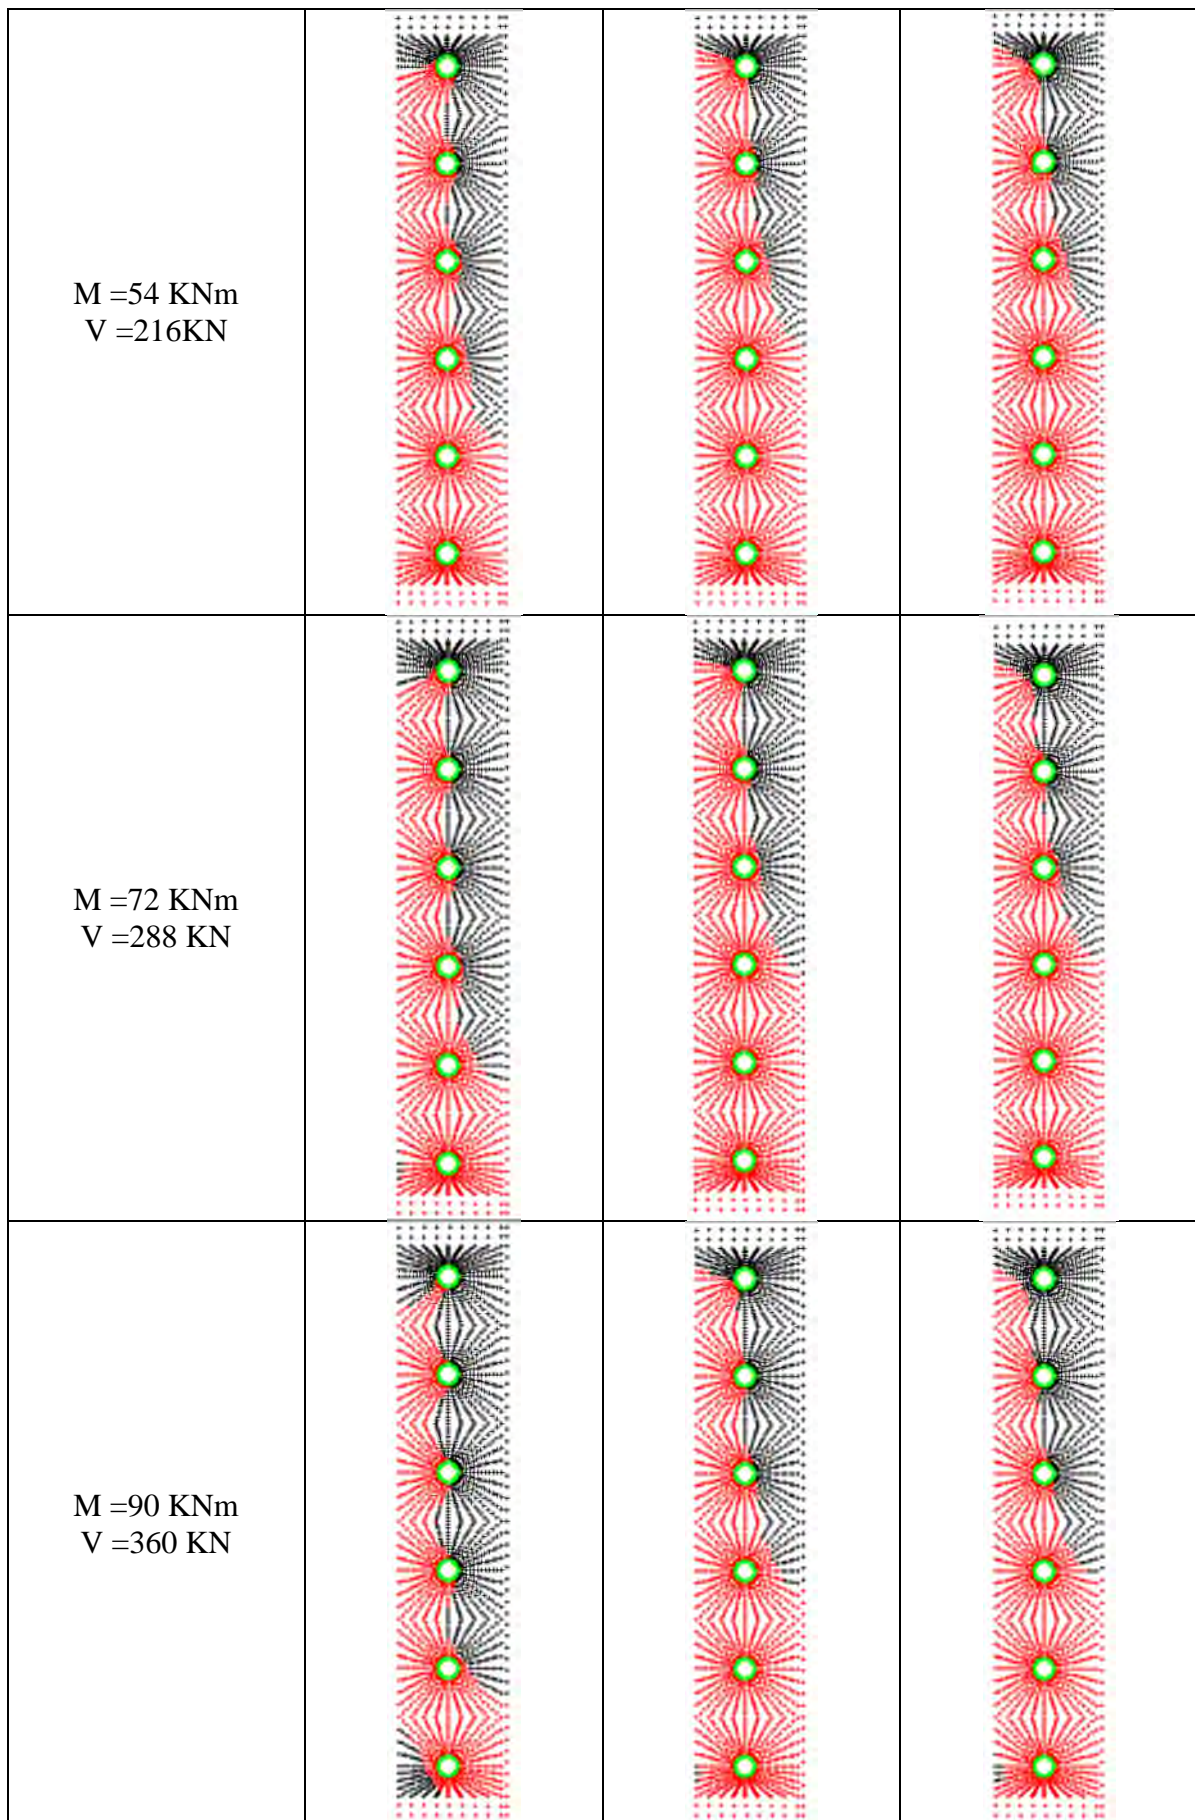 M =54 KNm
V =216KN
M =72 KNm
V =288 KN
M =90 KNm
V =360 KN